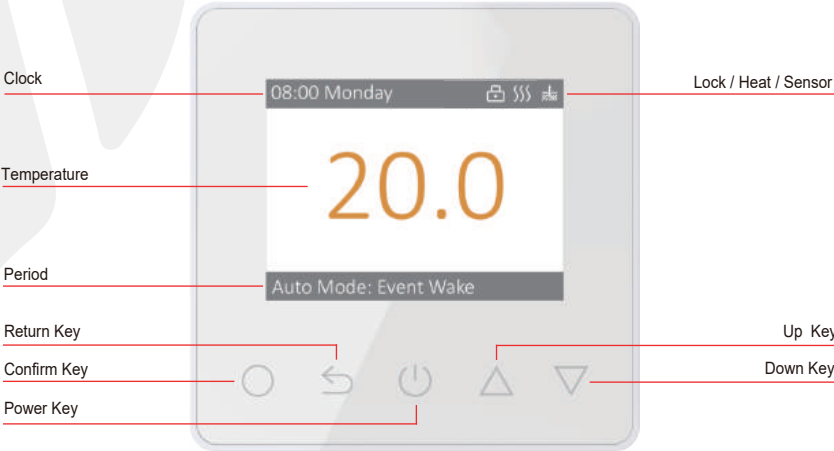 Clock
Lock / Heat / Sensor
08:00 Monday
Temperature
20.0
Period
Auto Mode: Event Wake
Return Key
Up Key
Confirm Key
Down Key
Power Key